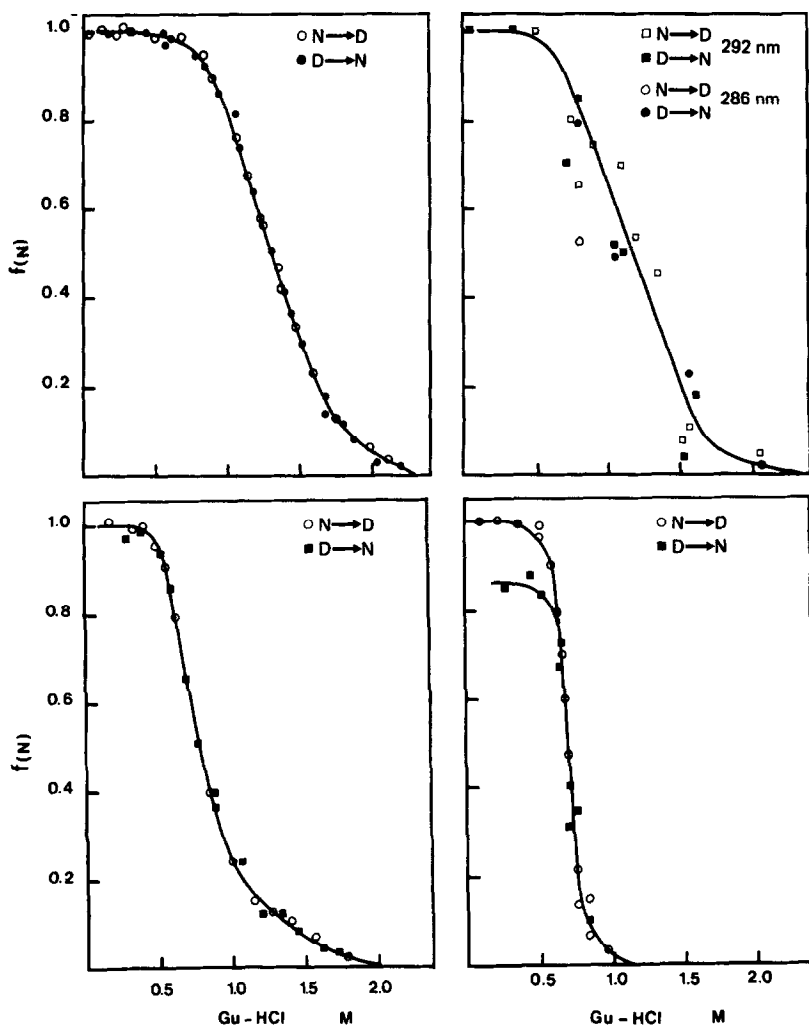 1.0
0.8
0.6
0.4
0.2
f(N)
○ N→D
● D→N
□ N→D
■ D→N
292 nm
○ N→D
● D→N
286 nm
1.0
0.8
0.6
0.4
0.2
f(N)
○ N→D
■ D→N
0.5 1.0 1.5 2.0
Gu-HCl M
○ N→D
■ D→N
0.5 1.0 1.5 2.0
Gu-HCl M